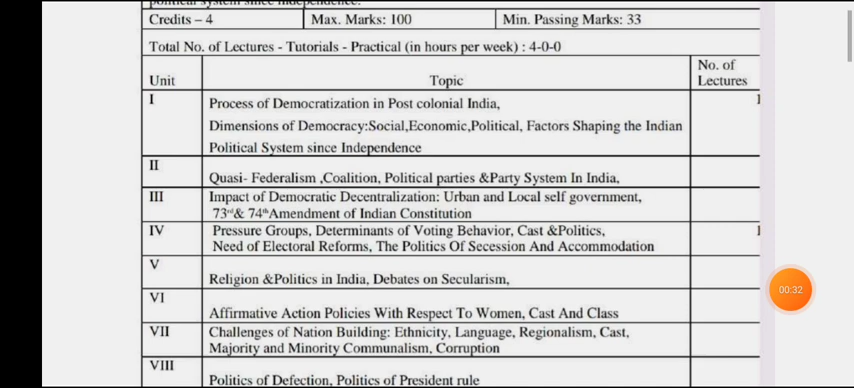 political system since independence.
Credits – 4 Max. Marks: 100 Min. Passing Marks: 33
Total No. of Lectures - Tutorials - Practical (in hours per week) : 4-0-0
Unit Topic No. of
Lectures
I Process of Democratization in Post colonial India,
Dimensions of Democracy:Social,Economic,Political, Factors Shaping the Indian
Political System since Independence
II
Quasi- Federalism ,Coalition, Political parties &Party System In India,
III Impact of Democratic Decentralization: Urban and Local self government,
73rd& 74thAmendment of Indian Constitution
IV Pressure Groups, Determinants of Voting Behavior, Cast &Politics,
Need of Electoral Reforms, The Politics Of Secession And Accommodation
V
Religion &Politics in India, Debates on Secularism,
VI
Affirmative Action Policies With Respect To Women, Cast And Class
VII Challenges of Nation Building: Ethnicity, Language, Regionalism, Cast,
Majority and Minority Communalism, Corruption
VIII
Politics of Defection, Politics of President rule
00:32